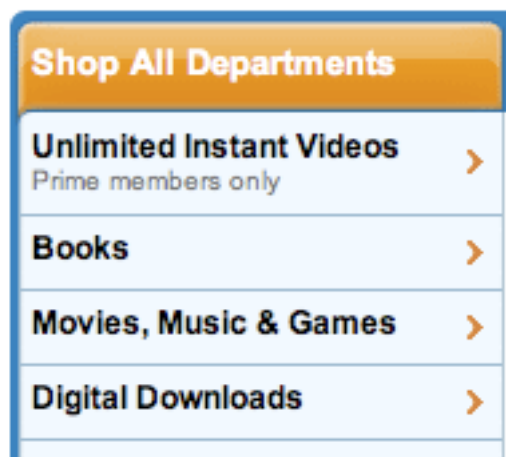 Shop All Departments
Unlimited Instant Videos
Prime members only
Books
Movies, Music & Games
Digital Downloads